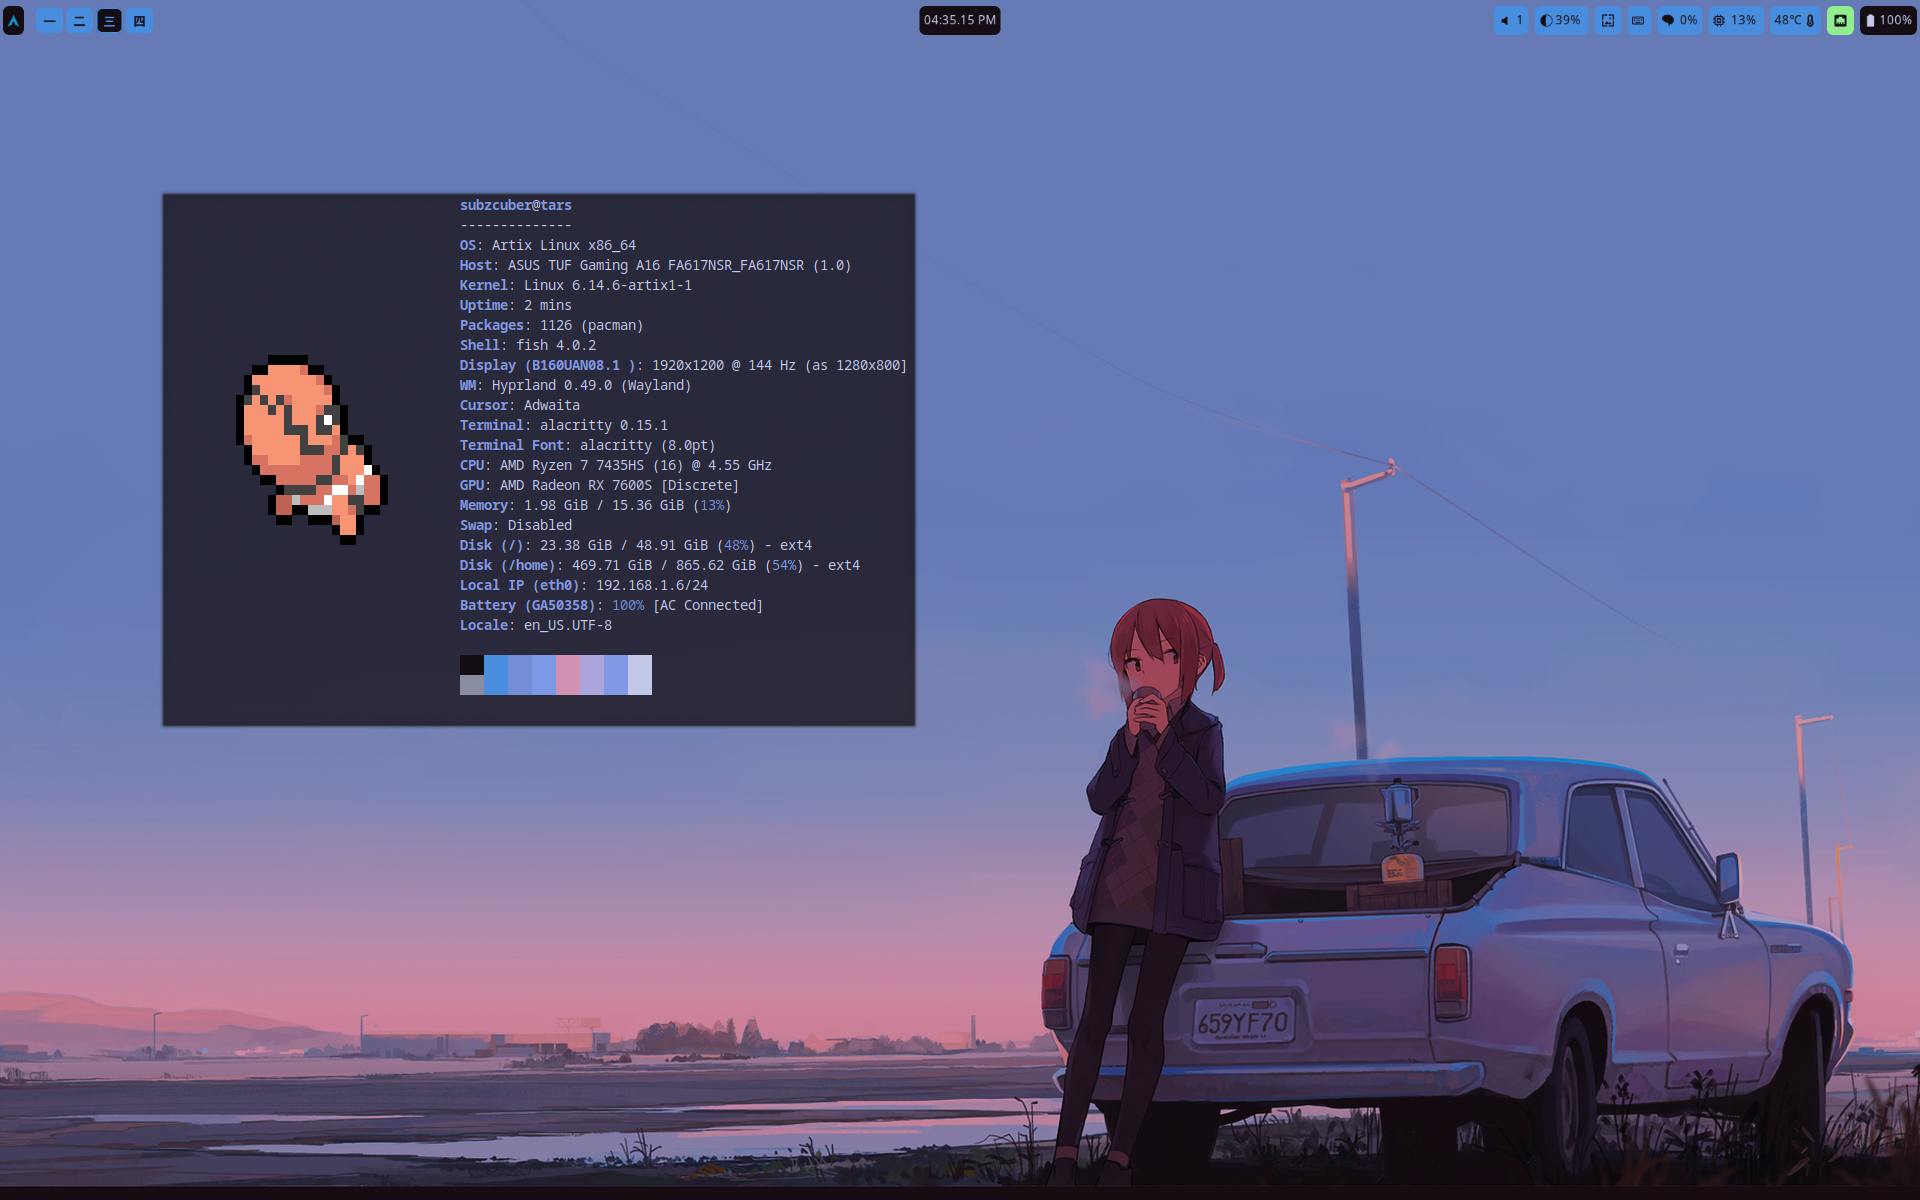 一 二 三 四
04:35.15 PM
1 39% 0% 13% 48°C 100%
subzcuber@tars
--------------
OS: Artix Linux x86_64
Host: ASUS TUF Gaming A16 FA617NSR_FA617NSR (1.0)
Kernel: Linux 6.14.6-artix1-1
Uptime: 2 mins
Packages: 1126 (pacman)
Shell: fish 4.0.2
Display (B160UAN08.1 ): 1920x1200 @ 144 Hz (as 1280x800]
WM: Hyprland 0.49.0 (Wayland)
Cursor: Adwaita
Terminal: alacritty 0.15.1
Terminal Font: alacritty (8.0pt)
CPU: AMD Ryzen 7 7435HS (16) @ 4.55 GHz
GPU: AMD Radeon RX 7600S [Discrete]
Memory: 1.98 GiB / 15.36 GiB (13%)
Swap: Disabled
Disk (/): 23.38 GiB / 48.91 GiB (48%) - ext4
Disk (/home): 469.71 GiB / 865.62 GiB (54%) - ext4
Local IP (eth0): 192.168.1.6/24
Battery (GA50358): 100% [AC Connected]
Locale: en_US.UTF-8
659YF70